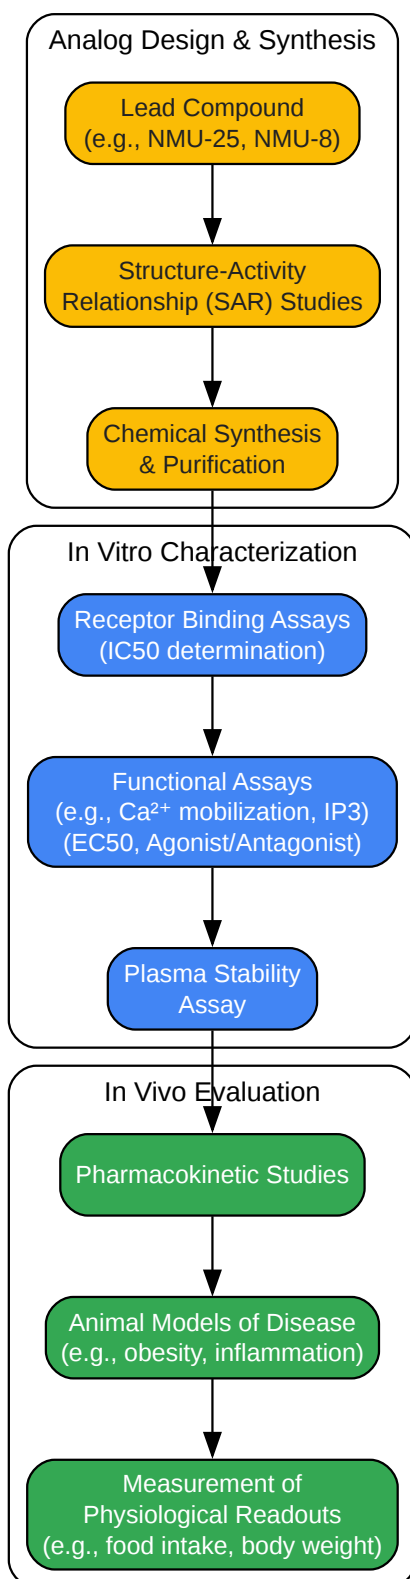 Analog Design & Synthesis
Lead Compound
(e.g., NMU-25, NMU-8)
Structure-Activity
Relationship (SAR) Studies
Chemical Synthesis
& Purification
In Vitro Characterization
Receptor Binding Assays
(IC50 determination)
Functional Assays
(e.g., Ca²⁺ mobilization, IP3)
(EC50, Agonist/Antagonist)
Plasma Stability
Assay
In Vivo Evaluation
Pharmacokinetic Studies
Animal Models of Disease
(e.g., obesity, inflammation)
Measurement of
Physiological Readouts
(e.g., food intake, body weight)